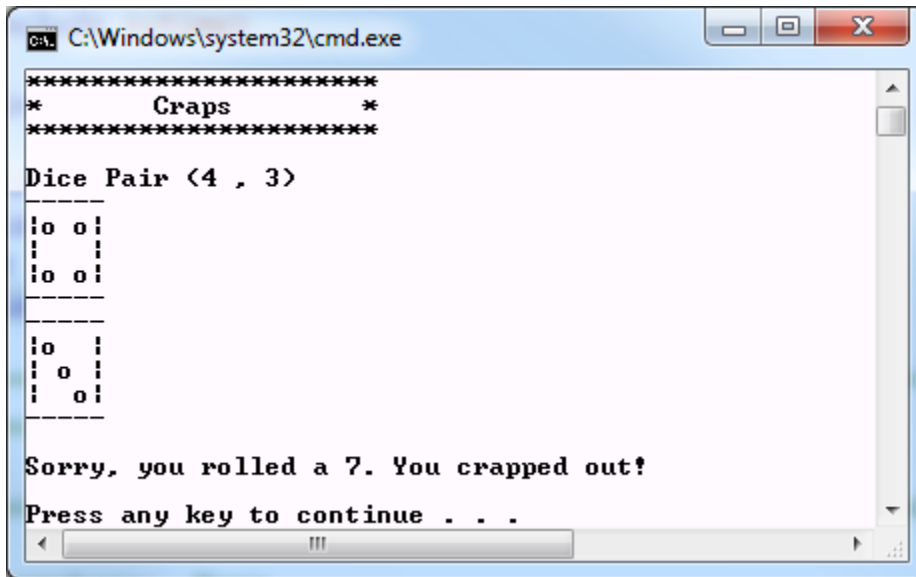 C:\Windows\system32\cmd.exe
**********************
*       Craps        *
**********************
Dice Pair (4 , 3)
-----
|o o|
|   |
|o o|
-----
-----
|o  |
| o |
|  o|
-----
Sorry, you rolled a 7. You crapped out!
Press any key to continue . . .